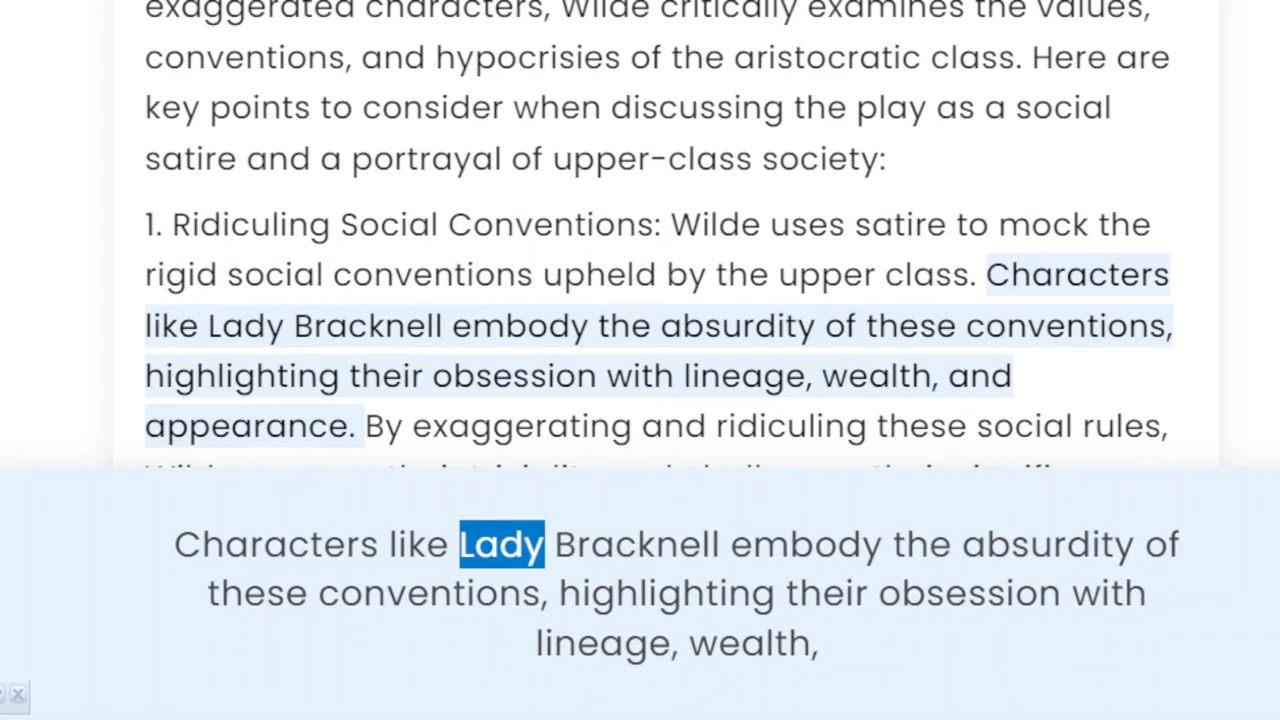 exaggerated characters, Wilde critically examines the values,
conventions, and hypocrisies of the aristocratic class. Here are
key points to consider when discussing the play as a social
satire and a portrayal of upper-class society:
1. Ridiculing Social Conventions: Wilde uses satire to mock the
rigid social conventions upheld by the upper class. Characters
like Lady Bracknell embody the absurdity of these conventions,
highlighting their obsession with lineage, wealth, and
appearance. By exaggerating and ridiculing these social rules,
Characters like Lady Bracknell embody the absurdity of
these conventions, highlighting their obsession with
lineage, wealth,